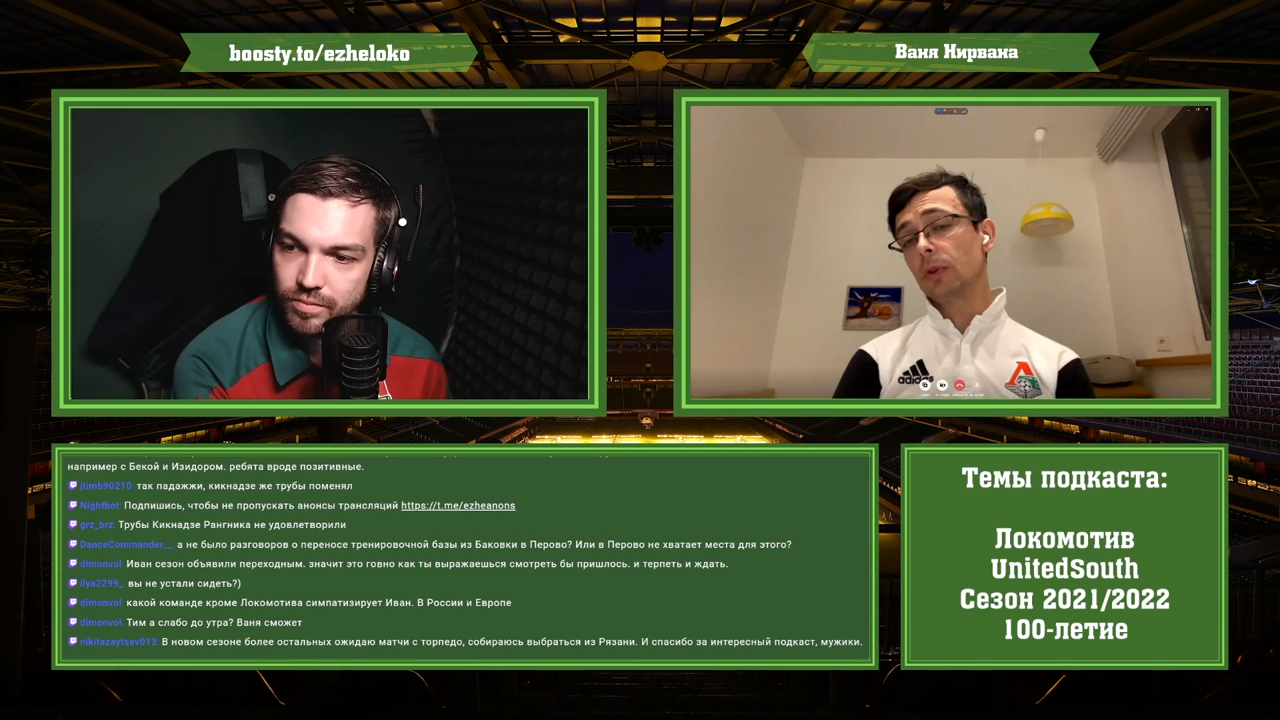 boosty.to/ezheloko
Ваня Нирвана
adidas
например с Бекой и Изидором. ребята вроде позитивные.
jtimb90210: так падажжи, кикнадзе же трубы поменял
Nightbot: Подпишись, чтобы не пропускать анонсы трансляций https://t.me/ezheanons
grz_brz: Трубы Кикнадзе Рангника не удовлетворили
DanceCommander__: а не было разговоров о переносе тренировочной базы из Баковки в Перово? Или в Перово не хватает места для этого?
dimonvol: Иван сезон объявили переходным. значит это говно как ты выражаешься смотреть бы пришлось. и терпеть и ждать.
ilya2299_: вы не устали сидеть?)
dimonvol: какой команде кроме Локомотива симпатизирует Иван. В России и Европе
dimonvol: Тим а слабо до утра? Ваня сможет
nikitazaytsev013: В новом сезоне более остальных ожидаю матчи с торпедо, собираюсь выбраться из Рязани. И спасибо за интересный подкаст, мужики.
Темы подкаста:
Локомотив
UnitedSouth
Сезон 2021/2022
100-летие